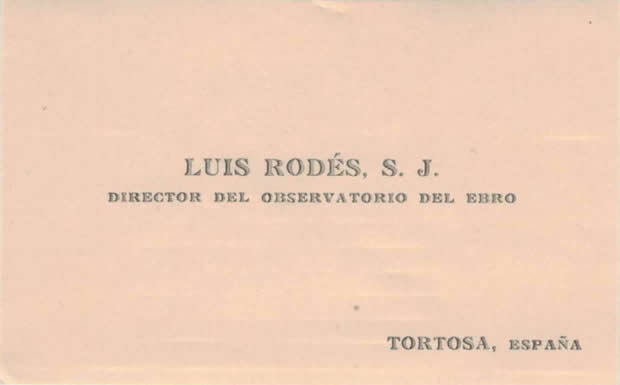 LUIS RODÉS, S. J.
DIRECTOR DEL OBSERVATORIO DEL EBRO
TORTOSA, ESPAÑA